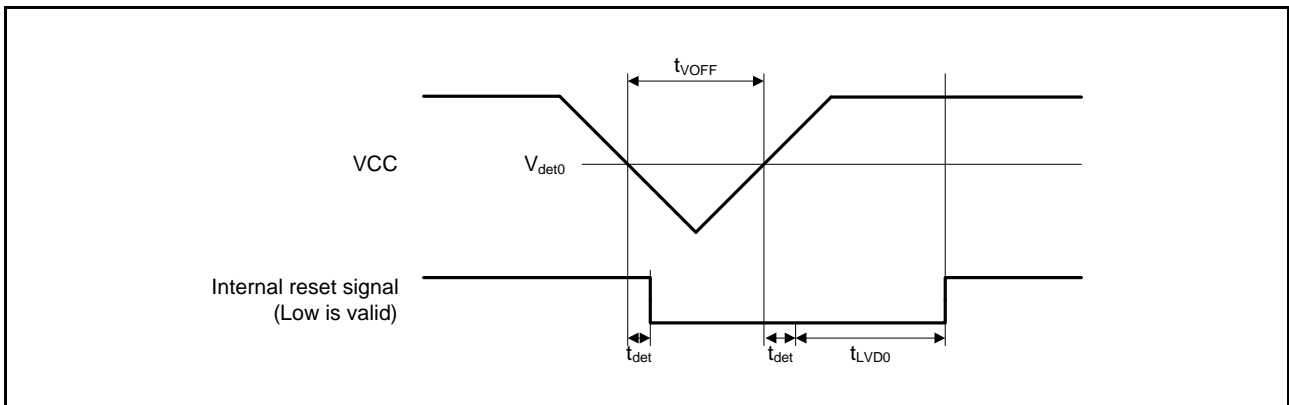 tVOFF
VCC
Vdet0
Internal reset signal
(Low is valid)
tdet
tdet
tLVD0